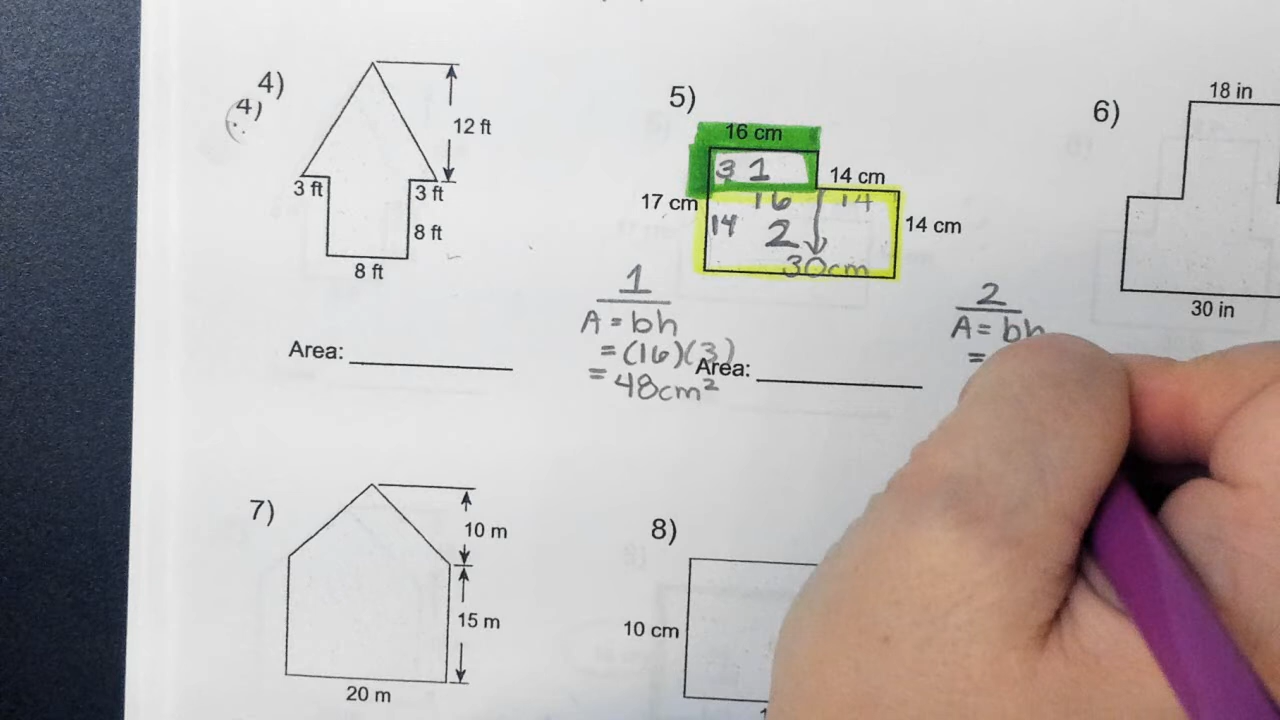 4)
4)
12 ft
3 ft
3 ft
8 ft
8 ft
Area:
5)
16 cm
3 1
14 cm
17 cm
16
14
14
2
14 cm
30cm
1
A = bh
= (16)(3)
= 48cm²
Area:
2
A = bh
=
6)
18 in
30 in
7)
10 m
15 m
20 m
8)
10 cm